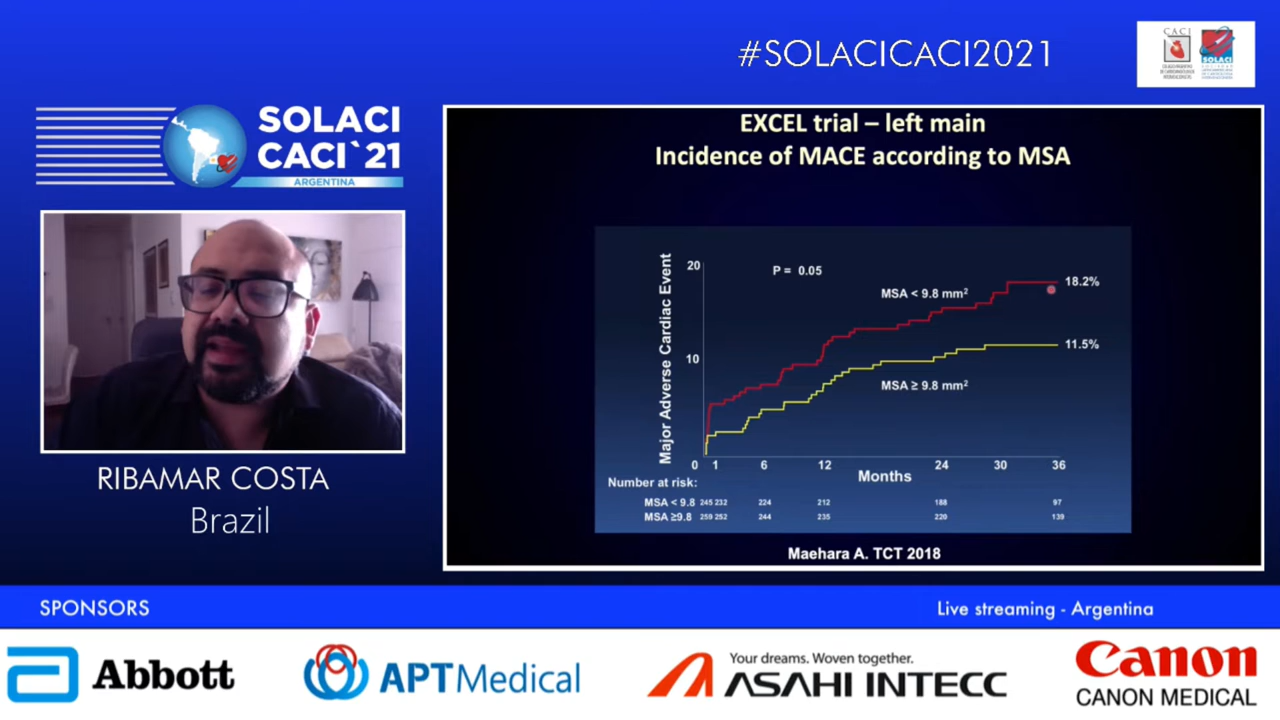 #SOLACICACI2021
CACI
SOLACI
SOLACI
CACI`21
ARGENTINA
RIBAMAR COSTA
Brazil
EXCEL trial – left main
Incidence of MACE according to MSA
Major Adverse Cardiac Event
20
10
0
P = 0.05
MSA < 9.8 mm²
18.2%
11.5%
MSA ≥ 9.8 mm²
1 6 12 24 30 36
Months
Number at risk:
MSA < 9.8 245 232 224 212 188 97
MSA ≥9.8 259 252 244 235 220 139
Maehara A. TCT 2018
SPONSORS
Live streaming - Argentina
Abbott
APT Medical
Your dreams. Woven together.
ASAHI INTECC
Canon
CANON MEDICAL